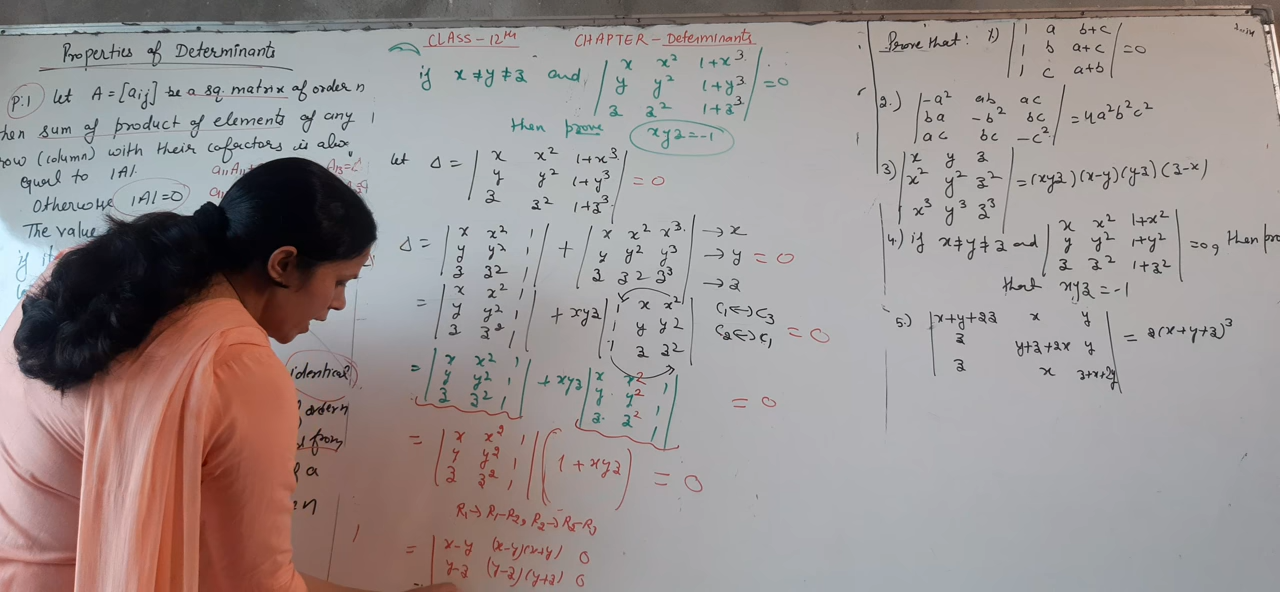 Properties of Determinants
P:1 Let A = [aij] be a sq. matrix of order n
then sum of product of elements of any
row (column) with their cofactors is
equal to |A|
Otherwise |A|=0
The value
identical
order n
from
CLASS - 12TH CHAPTER - Determinants
if x ≠ y ≠ z and | x x² 1+x³ |
| y y² 1+y³ | = 0
| z z² 1+z³ |
then prove xyz = -1
let Δ = | x x² 1+x³ |
| y y² 1+y³ | = 0
| z z² 1+z³ |
Δ = | x x² 1 | + | x x² x³ | → x
| y y² 1 | | y y² y³ | → y = 0
| z z² 1 | | z z² z³ | → z
= | x x² 1 | + xyz | 1 x x² | C₁↔C₃
| y y² 1 | | 1 y y² | C₂↔C₁ = 0
| z z² 1 | | 1 z z² |
= | x x² 1 | + xyz | x x² 1 |
| y y² 1 | | y y² 1 | = 0
| z z² 1 | | z z² 1 |
= | x x² 1 |
| y y² 1 | (1 + xyz) = 0
| z z² 1 |
R₁→R₁-R₂, R₂→R₂-R₃
= | x-y (x-y)(x+y) 0
| y-z (y-z)(y+z) 0
Prove that: 1) | 1 a b+c |
| 1 b a+c | = 0
| 1 c a+b |
2.) | -a² ab ac |
| ba -b² bc | = 4a²b²c²
| ac bc -c² |
3) | x y z |
| x² y² z² | = (xyz)(x-y)(y-z)(z-x)
| x³ y³ z³ |
4.) if x ≠ y ≠ z and | x x² 1+x² |
| y y² 1+y² | = 0, then pro
| z z² 1+z² |
that xyz = -1
5.) | x+y+2z x y |
| z y+z+2x y | = 2(x+y+z)³
| z x z+x+2y |